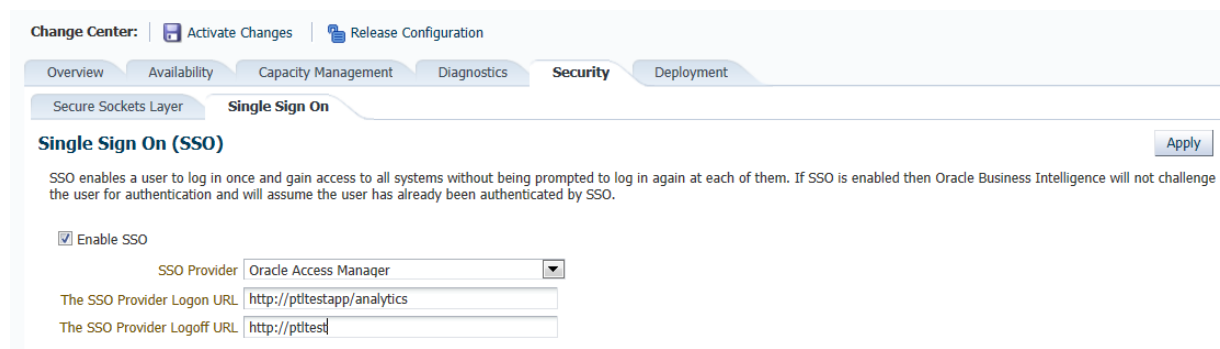 Change Center: Activate Changes Release Configuration
Overview Availability Capacity Management Diagnostics Security Deployment
Secure Sockets Layer Single Sign On
Single Sign On (SSO) Apply
SSO enables a user to log in once and gain access to all systems without being prompted to log in again at each of them. If SSO is enabled then Oracle Business Intelligence will not challenge
the user for authentication and will assume the user has already been authenticated by SSO.
Enable SSO
SSO Provider Oracle Access Manager
The SSO Provider Logon URL http://ptltestapp/analytics
The SSO Provider Logoff URL http://ptltest